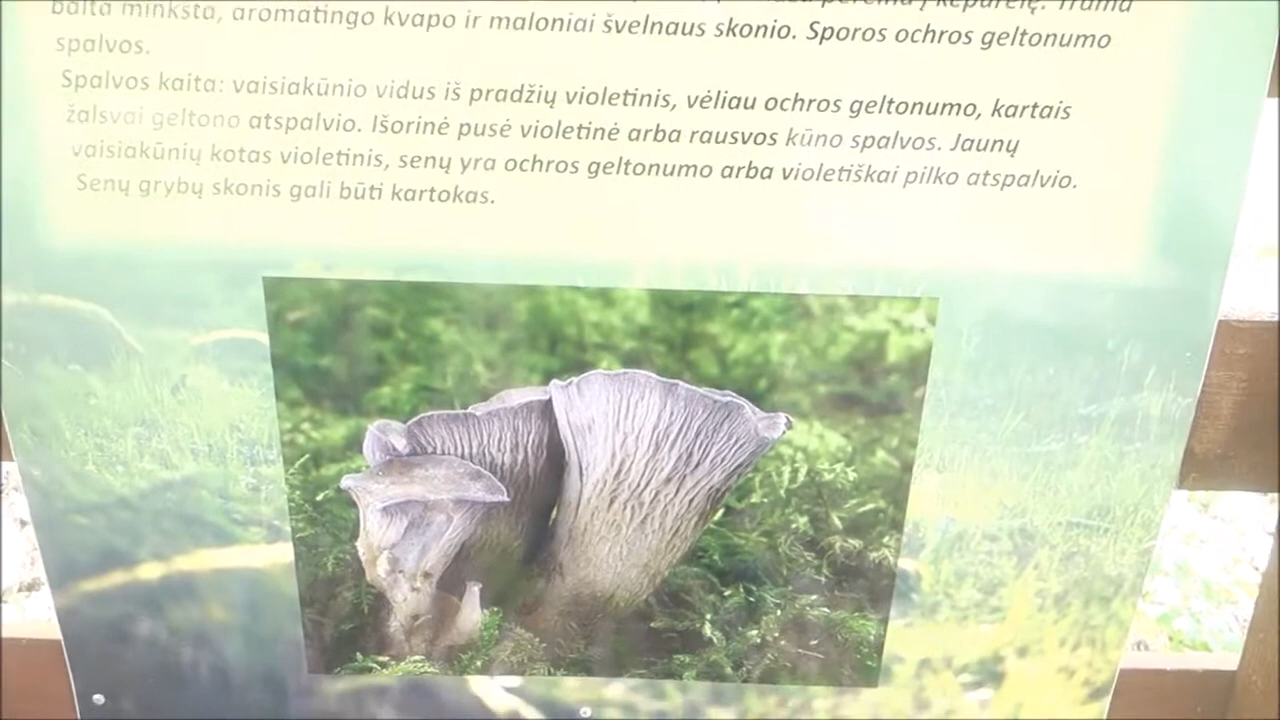 balta minkšta, aromatingo kvapo ir maloniai švelnaus skonio. Sporos ochros geltonumo
spalvos.
Spalvos kaita: vaisiakūnio vidus iš pradžių violetinis, vėliau ochros geltonumo, kartais
žalsvai geltono atspalvio. Išorinė pusė violetinė arba rausvos kūno spalvos. Jaunų
vaisiakūnių kotas violetinis, senų yra ochros geltonumo arba violetiškai pilko atspalvio.
Senų grybų skonis gali būti kartokas.